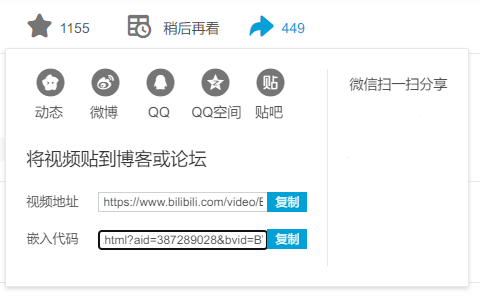 1155 稍后再看 449
贴
动态 微博 QQ QQ空间 贴吧
微信扫一扫分享
将视频贴到博客或论坛
视频地址 https://www.bilibili.com/video/ 复制
嵌入代码 html?aid=387289028&bvid=B 复制